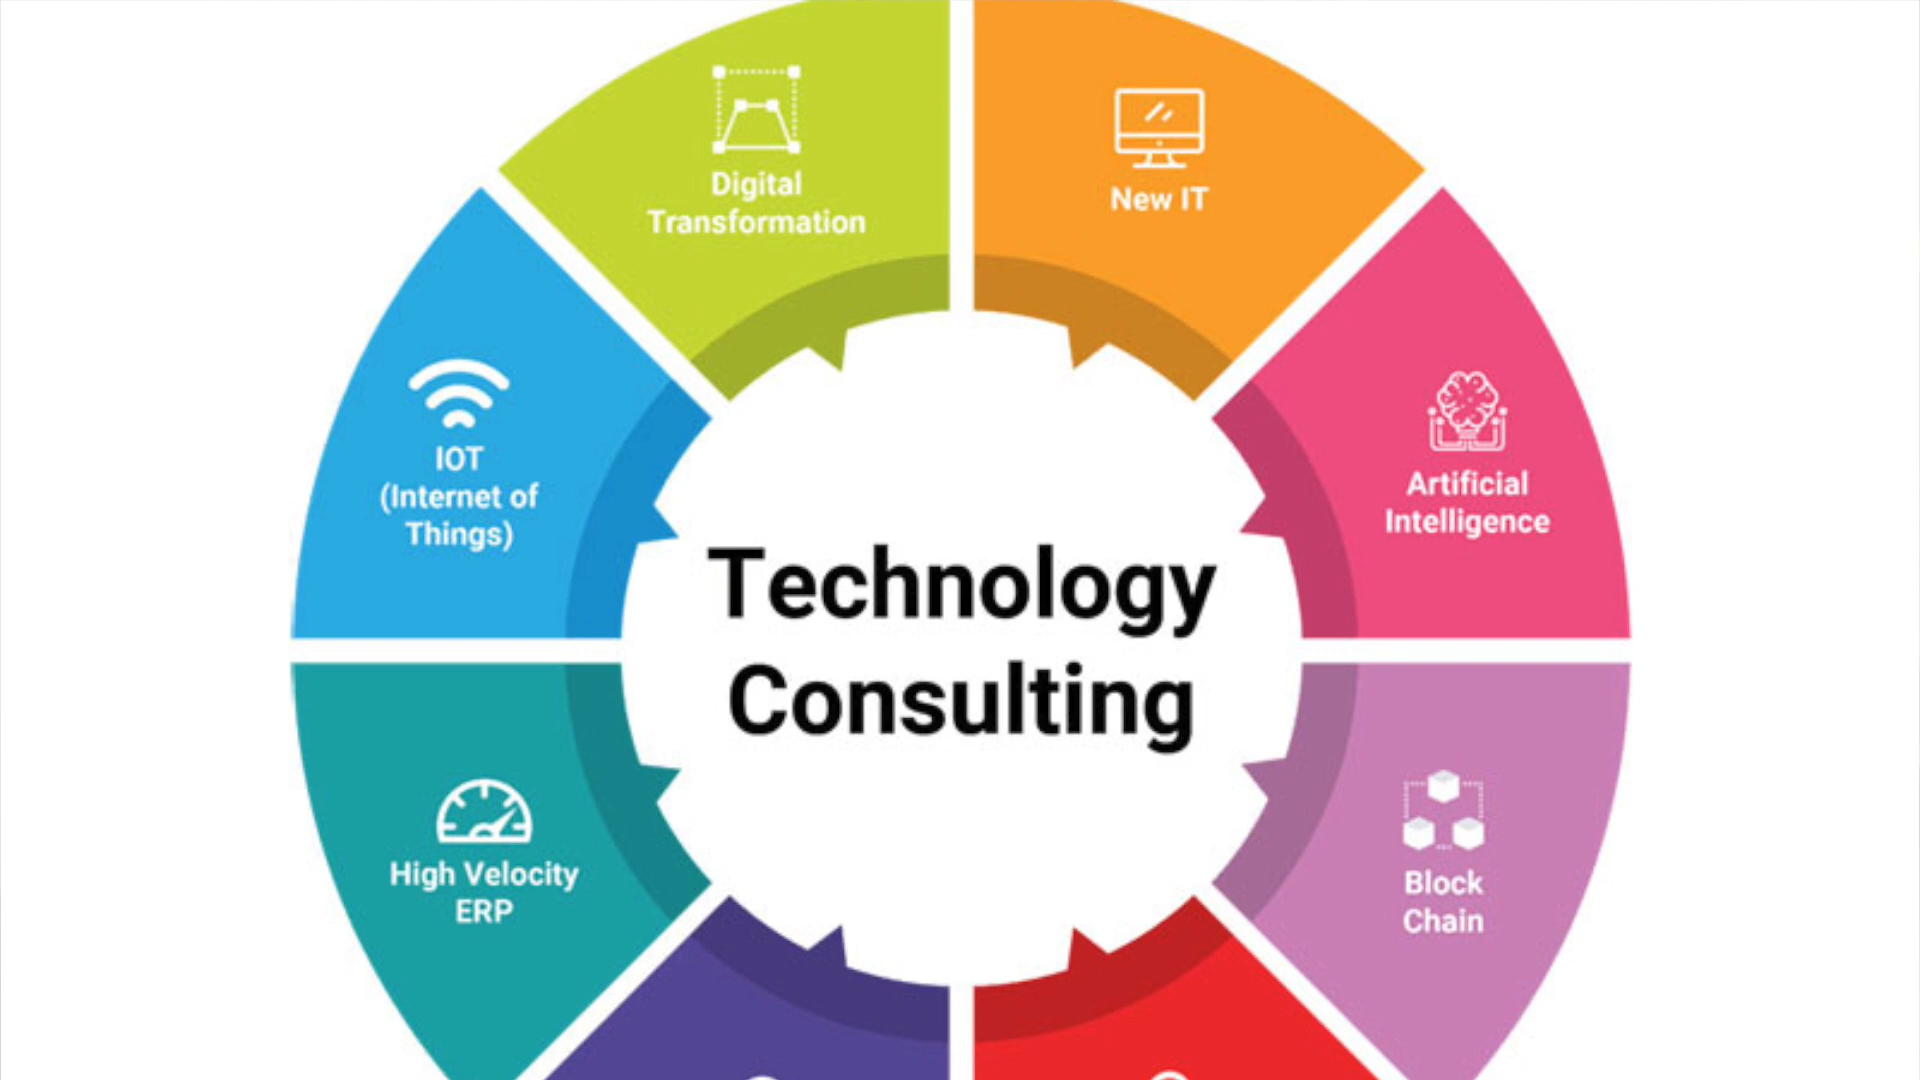 Digital
Transformation
New IT
IOT
(Internet of
Things)
Artificial
Intelligence
Technology
Consulting
High Velocity
ERP
Block
Chain